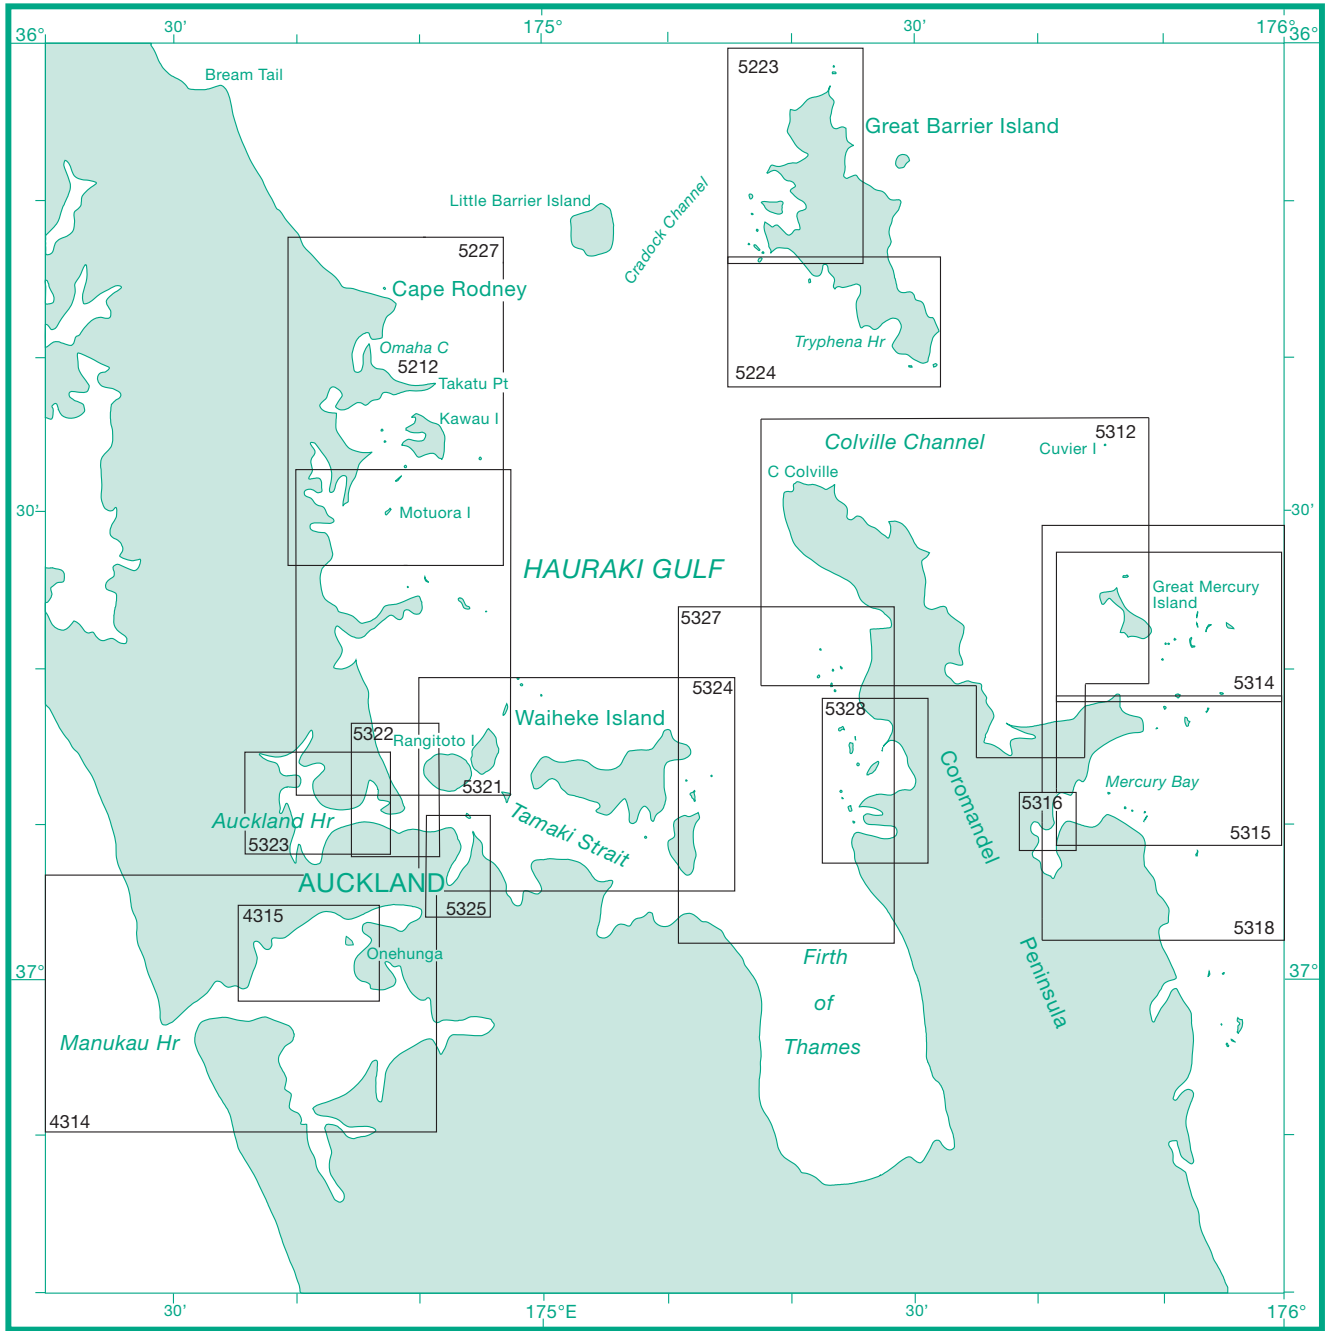 30’
175°
30’
176°
36°
36°
Bream Tail
5223
Great Barrier Island
Little Barrier Island
Cradock Channel
5227
Cape Rodney
Omaha C
5212
Takatu Pt
Tryphena Hr
5224
Kawau I
Colville Channel
5312
Cuvier I
C Colville
30’
Motuora I
30’
HAURAKI GULF
Great Mercury
Island
5327
5324
5314
Waiheke Island
5328
5322
Rangitoto I
5321
Coromandel
Mercury Bay
5316
Auckland Hr
Tamaki Strait
5323
5315
AUCKLAND
5325
4315
5318
Onehunga
Peninsula
Firth
37°
37°
of
Manukau Hr
Thames
4314
30’
175°E
30’
176°